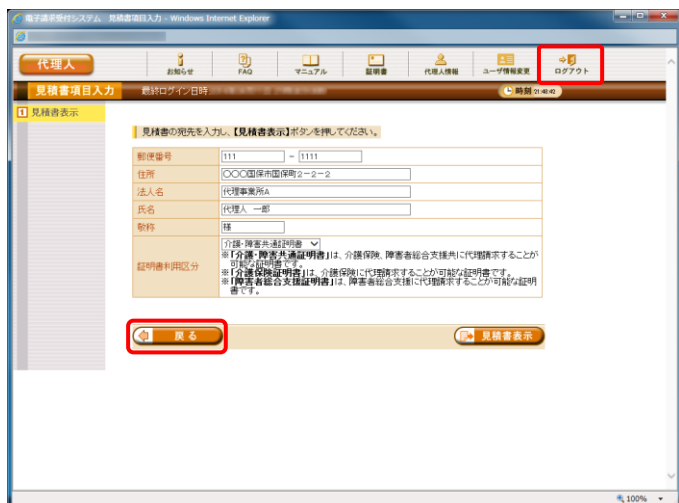 電子請求受付システム 見積書項目入力 - Windows Internet Explorer
代理人
お知らせ FAQ マニュアル 証明書 代理人情報 ユーザ情報変更 ログアウト
見積書項目入力 最終ログイン日時
時刻 21:48:42
1 見積書表示
見積書の宛先を入力し、【見積書表示】ボタンを押してください。
郵便番号 111 - 1111
住所 〇〇〇国保市国保町2-2-2
法人名 代理事業所A
氏名 代理人 一郎
敬称 様
証明書利用区分 介護・障害共通証明書
※「介護・障害共通証明書」は、介護保険、障害者総合支援共に代理請求することが
可能な証明書です。
※「介護保険証明書」は、介護保険に代理請求することが可能な証明書です。
※「障害者総合支援証明書」は、障害者総合支援に代理請求することが可能な証明
書です。
戻る
見積書表示
100%